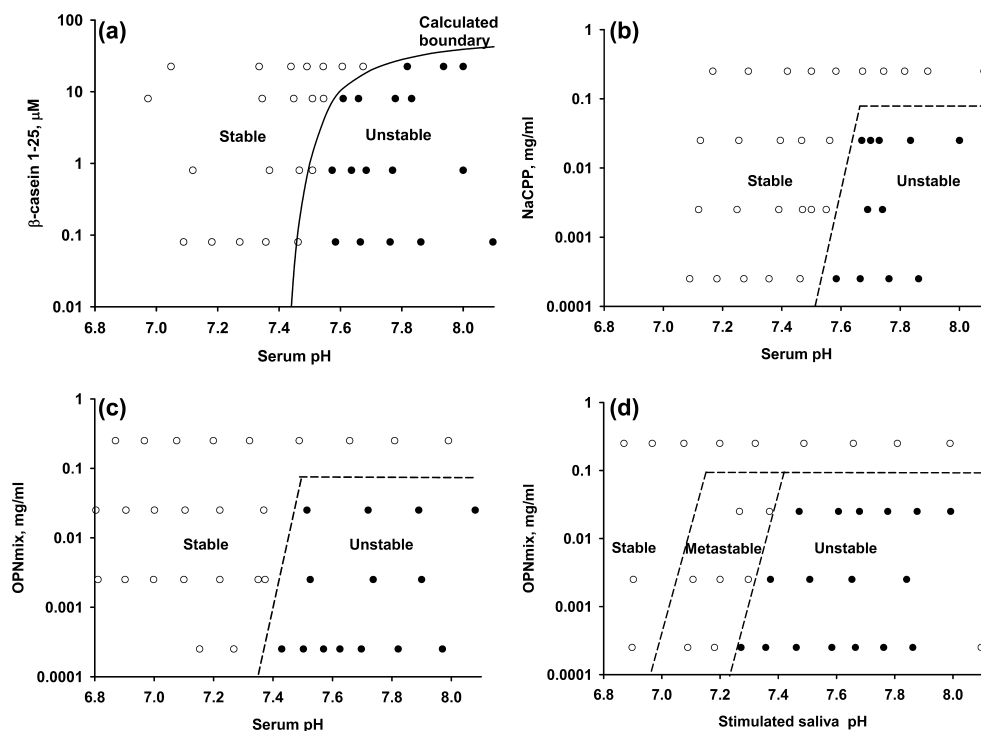 (a)
Calculated
boundary
100
10
1
0.1
0.01
β-casein 1-25, μM
Stable
Unstable
6.8 7.0 7.2 7.4 7.6 7.8 8.0
Serum pH
(b)
1
0.1
0.01
0.001
0.0001
NaCPP, mg/ml
Stable
Unstable
6.8 7.0 7.2 7.4 7.6 7.8 8.0
Serum pH
(c)
1
0.1
0.01
0.001
0.0001
OPNmix, mg/ml
Stable
Unstable
6.8 7.0 7.2 7.4 7.6 7.8 8.0
Serum pH
(d)
1
0.1
0.01
0.001
0.0001
OPNmix, mg/ml
Stable Metastable Unstable
6.8 7.0 7.2 7.4 7.6 7.8 8.0
Stimulated saliva pH